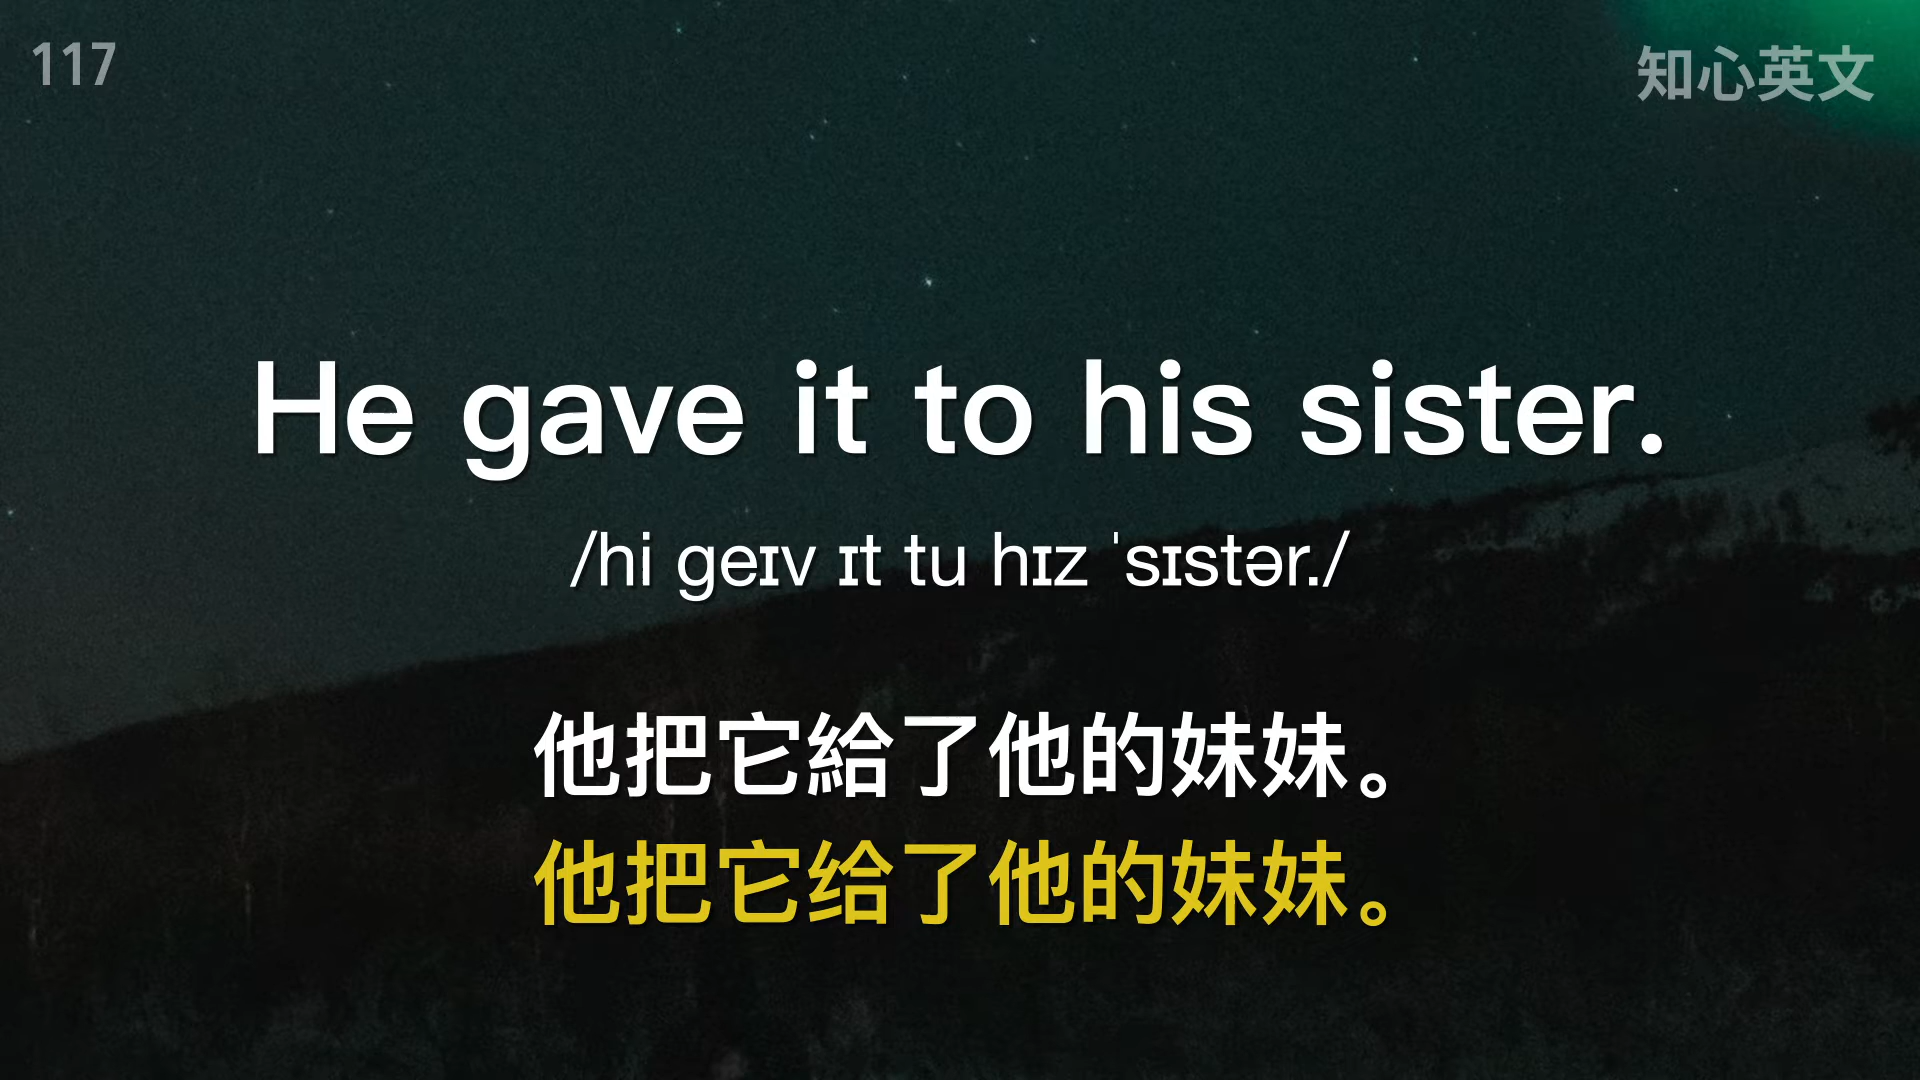 117
知心英文
He gave it to his sister.
/hi geɪv ɪt tu hɪz ˈsɪstər./
他把它給了他的妹妹。
他把它给了他的妹妹。